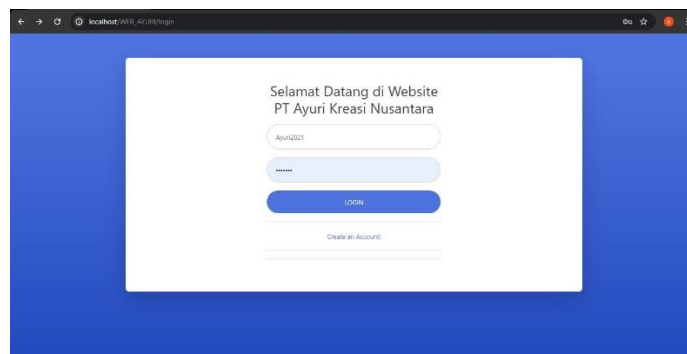 localhost/WEB_AYURI/login
Selamat Datang di Website
PT Ayuri Kreasi Nusantara
Ayuri2021
LOGIN
Create an Account!